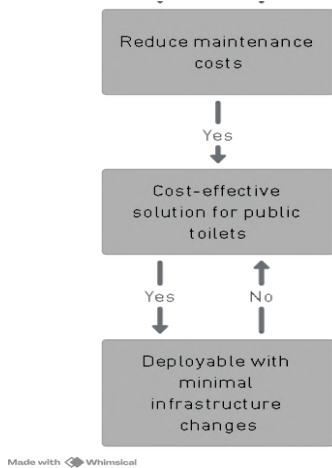 Reduce maintenance
costs
Yes
Cost-effective
solution for public
toilets
Yes
No
Deployable with
minimal
infrastructure
changes
Made with Whimsical